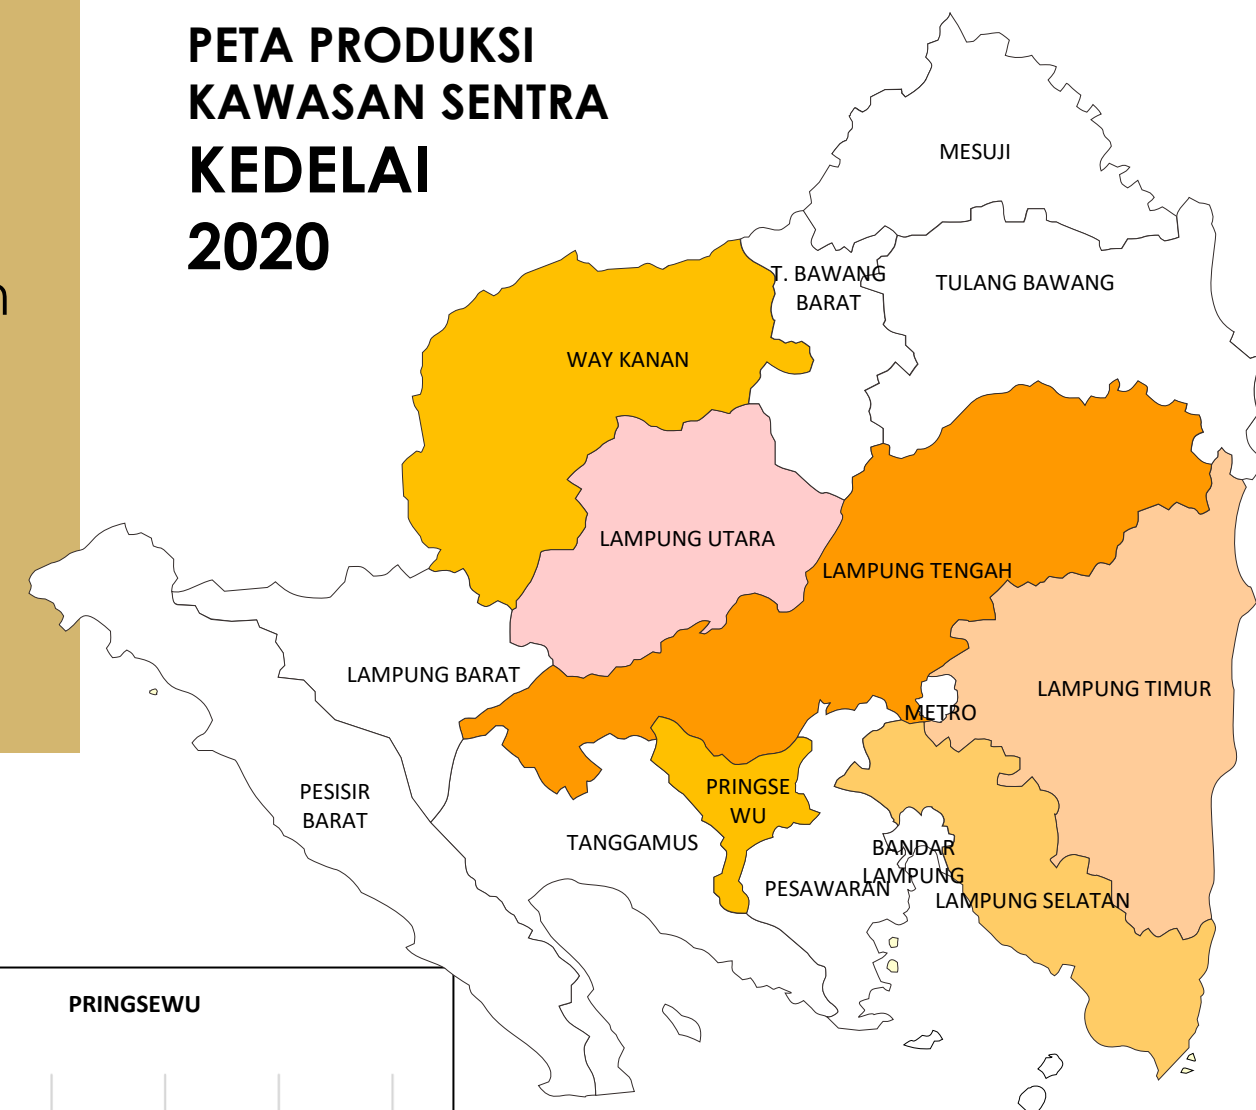 PETA PRODUKSI
KAWASAN SENTRA
KEDELAI
2020
MESUJI
T. BAWANG
BARAT
TULANG BAWANG
WAY KANAN
LAMPUNG UTARA
LAMPUNG TENGAH
LAMPUNG BARAT
LAMPUNG TIMUR
METRO
PESISIR
BARAT
PRINGSE
WU
TANGGAMUS
BANDAR
LAMPUNG
PESAWARAN
LAMPUNG SELATAN
PRINGSEWU